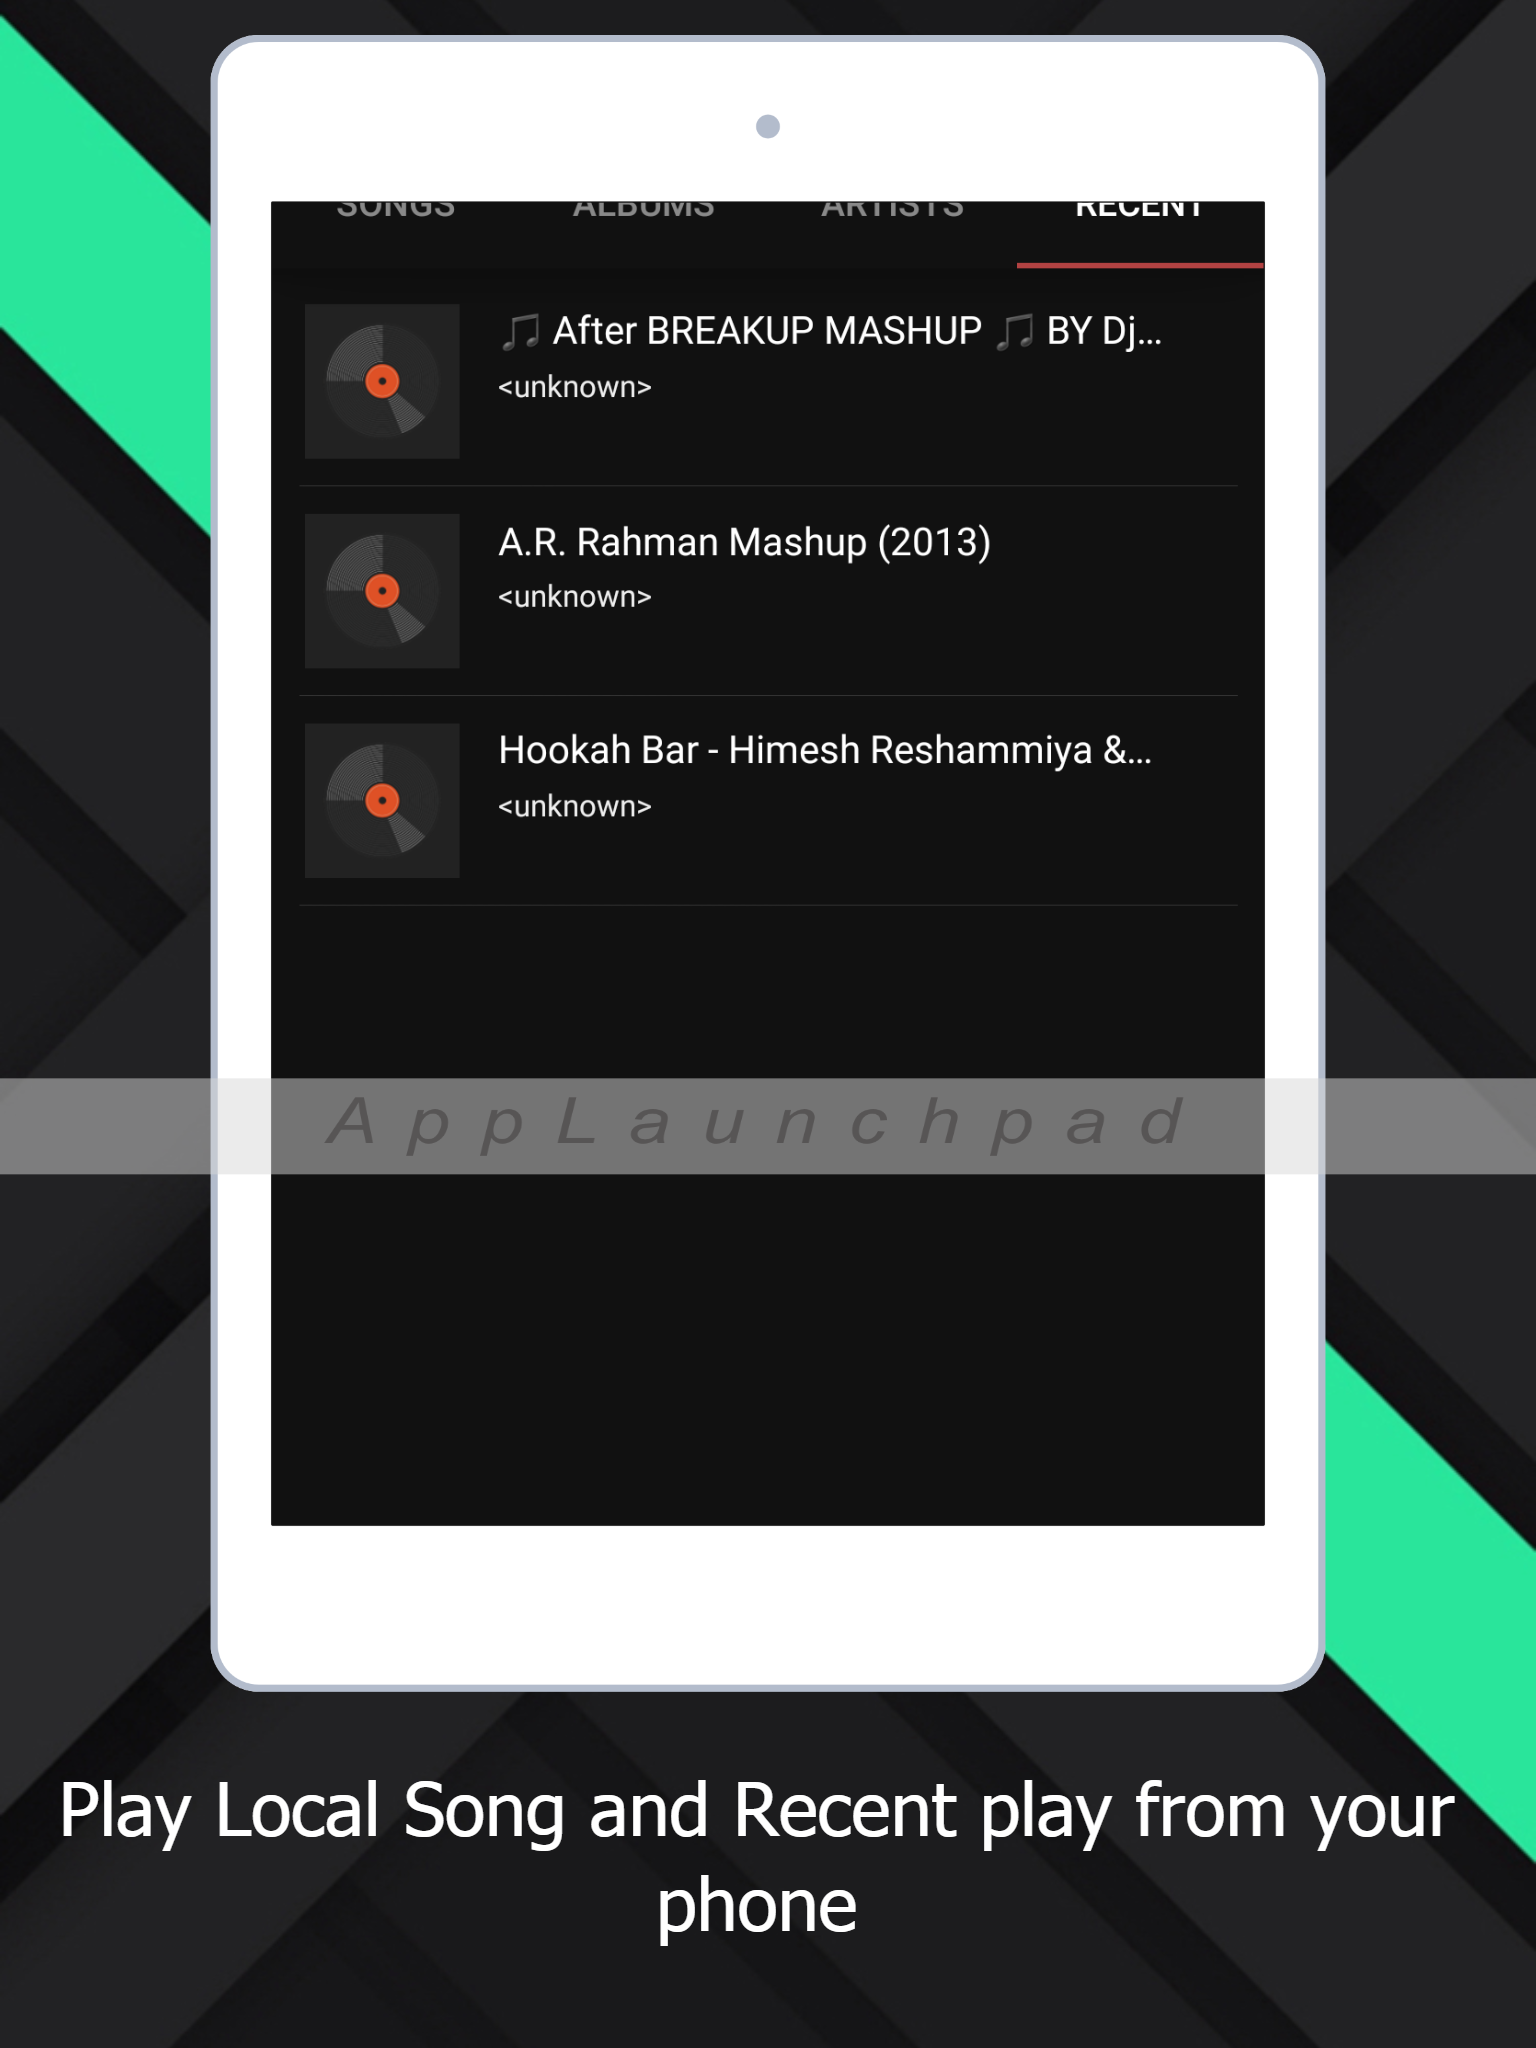 SONGS ALBUMS ARTISTS RECENT
🎵 After BREAKUP MASHUP 🎵 BY Dj...
<unknown>
A.R. Rahman Mashup (2013)
<unknown>
Hookah Bar - Himesh Reshammiya &...
<unknown>
AppLaunchpad
Play Local Song and Recent play from your
phone